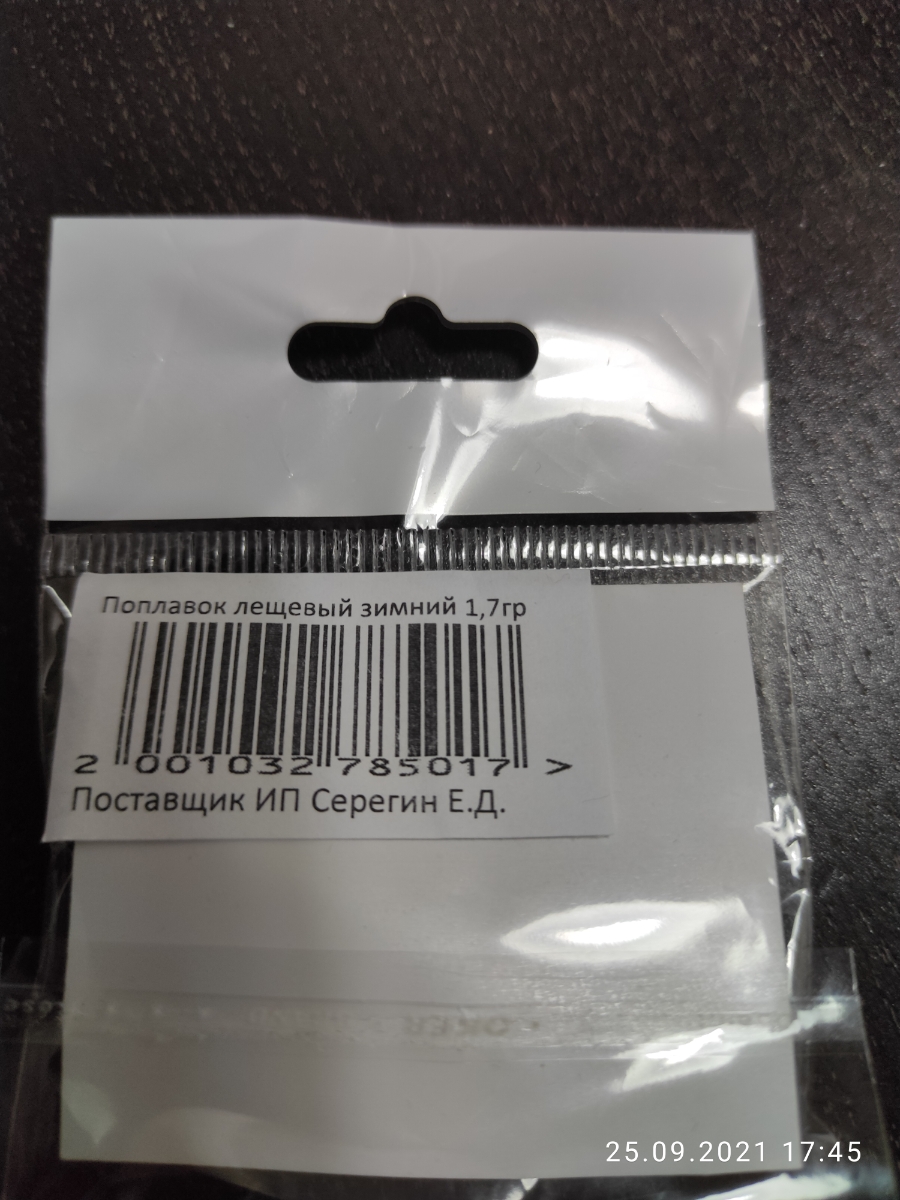 Поплавок лещевый зимний 1,7гр
2 001032 785017 >
Поставщик ИП Серегин Е.Д.
25.09.2021 17:45